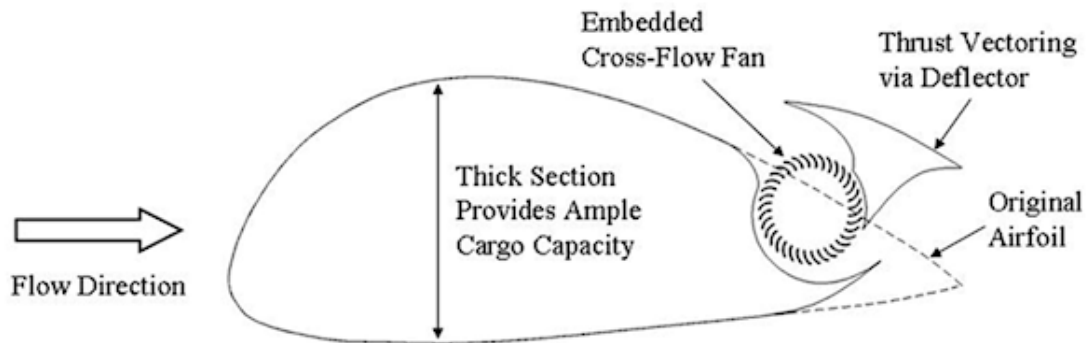 Embedded
Cross-Flow Fan
Thrust Vectoring
via Deflector
Thick Section
Provides Ample
Cargo Capacity
Original
Airfoil
Flow Direction